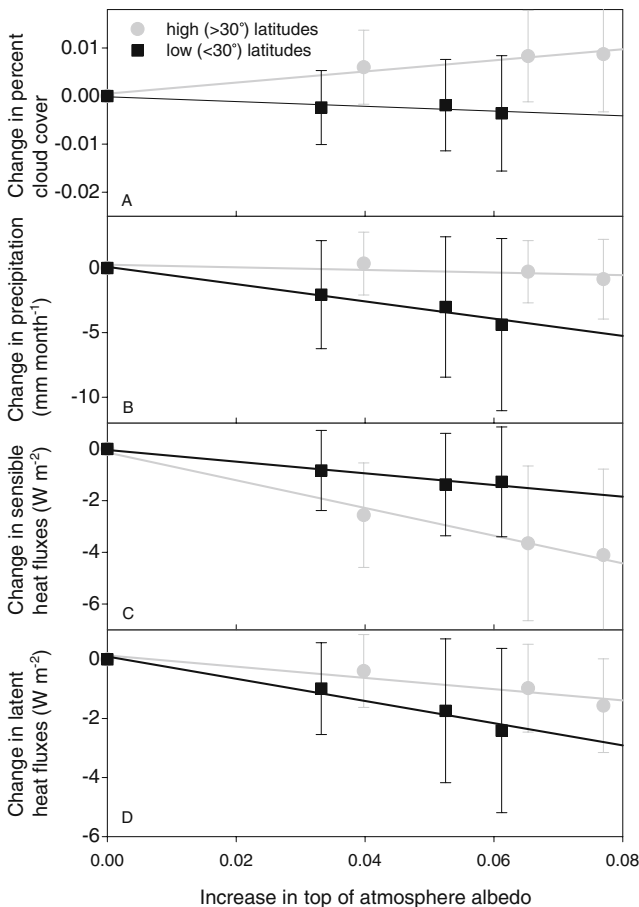 high (>30°) latitudes
low (<30°) latitudes
Change in percent
cloud cover
0.01
0.00
-0.01
-0.02
A
Change in precipitation
(mm month⁻¹)
0
-5
-10
B
Change in sensible
heat fluxes (W m⁻²)
0
-2
-4
-6
C
Change in latent
heat fluxes (W m⁻²)
0
-2
-4
-6
D
0.00
0.02
0.04
0.06
0.08
Increase in top of atmosphere albedo